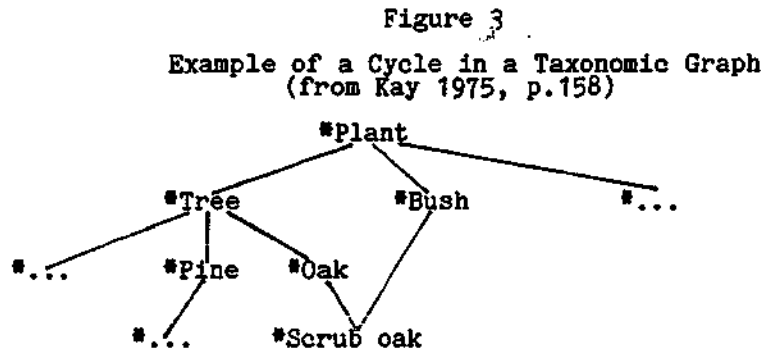 Figure 3
Example of a Cycle in a Taxonomic Graph
(from Kay 1975, p.158)
*Plant
*Tree *Bush *...
*... *Pine *Oak
*... *Scrub oak